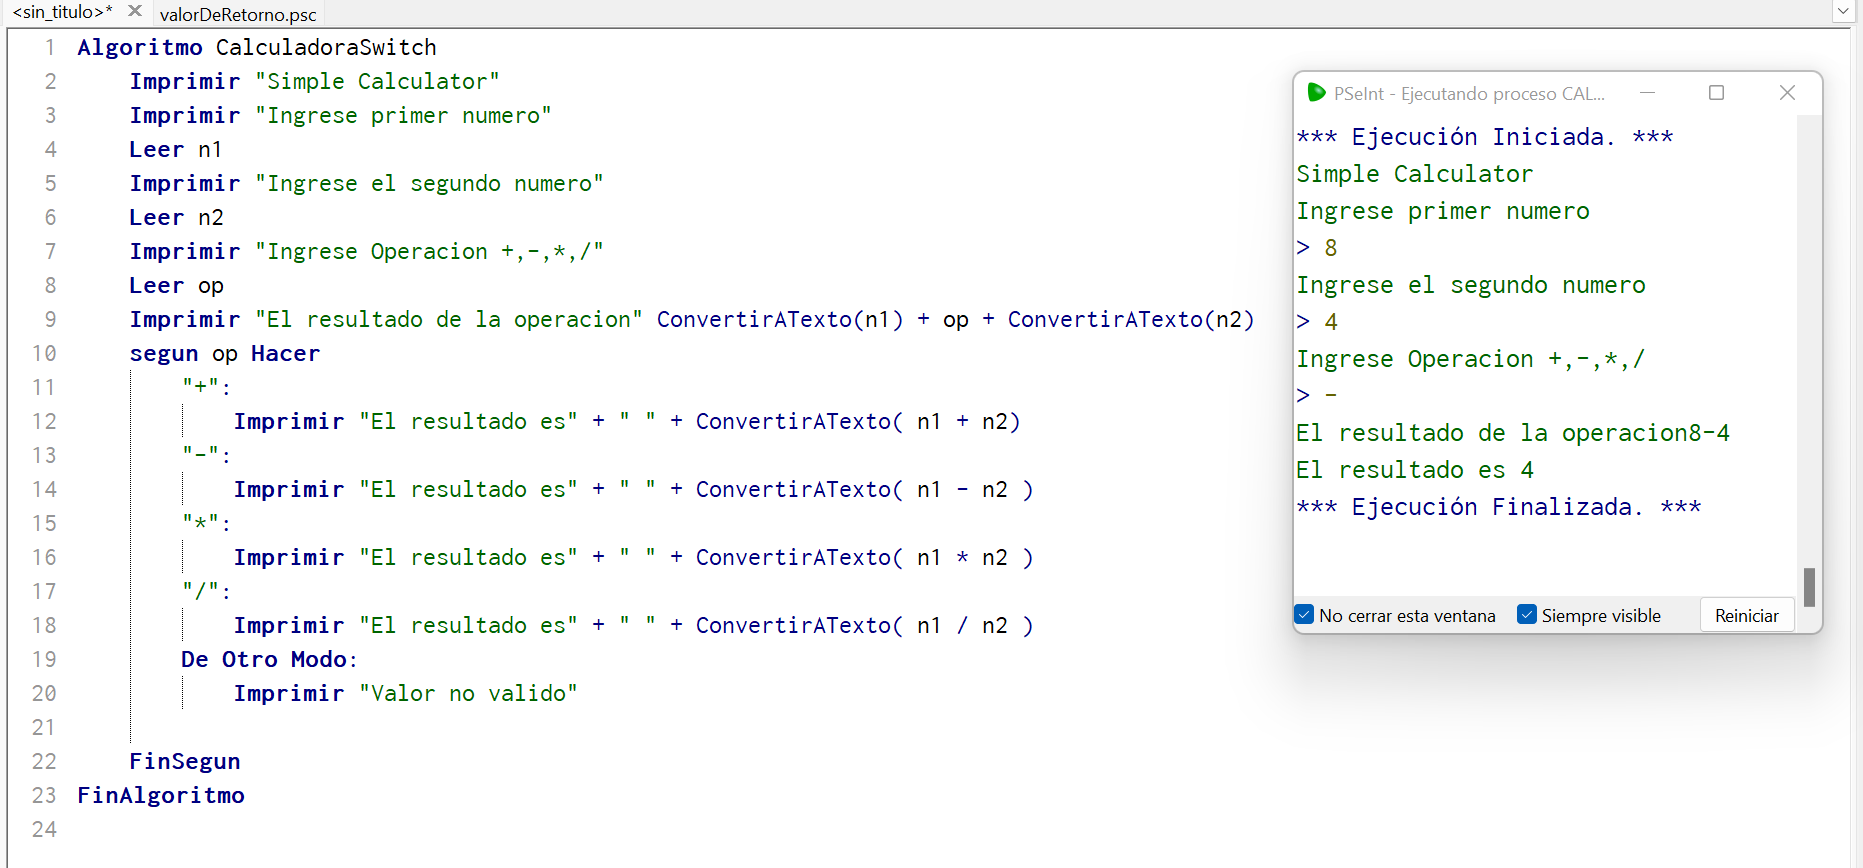 <sin_titulo>* valorDeRetorno.psc
1 Algoritmo CalculadoraSwitch
2 Imprimir "Simple Calculator"
3 Imprimir "Ingrese primer numero"
4 Leer n1
5 Imprimir "Ingrese el segundo numero"
6 Leer n2
7 Imprimir "Ingrese Operacion +,-,*,/"
8 Leer op
9 Imprimir "El resultado de la operacion" ConvertirATexto(n1) + op + ConvertirATexto(n2)
10 segun op Hacer
11 "+":
12 Imprimir "El resultado es" + " " + ConvertirATexto( n1 + n2)
13 "-":
14 Imprimir "El resultado es" + " " + ConvertirATexto( n1 - n2 )
15 "*":
16 Imprimir "El resultado es" + " " + ConvertirATexto( n1 * n2 )
17 "/":
18 Imprimir "El resultado es" + " " + ConvertirATexto( n1 / n2 )
19 De Otro Modo:
20 Imprimir "Valor no valido"
21
22 FinSegun
23 FinAlgoritmo
24
PSeInt - Ejecutando proceso CAL...
*** Ejecución Iniciada. ***
Simple Calculator
Ingrese primer numero
> 8
Ingrese el segundo numero
> 4
Ingrese Operacion +,-,*,/
> -
El resultado de la operacion8-4
El resultado es 4
*** Ejecución Finalizada. ***
No cerrar esta ventana Siempre visible Reiniciar